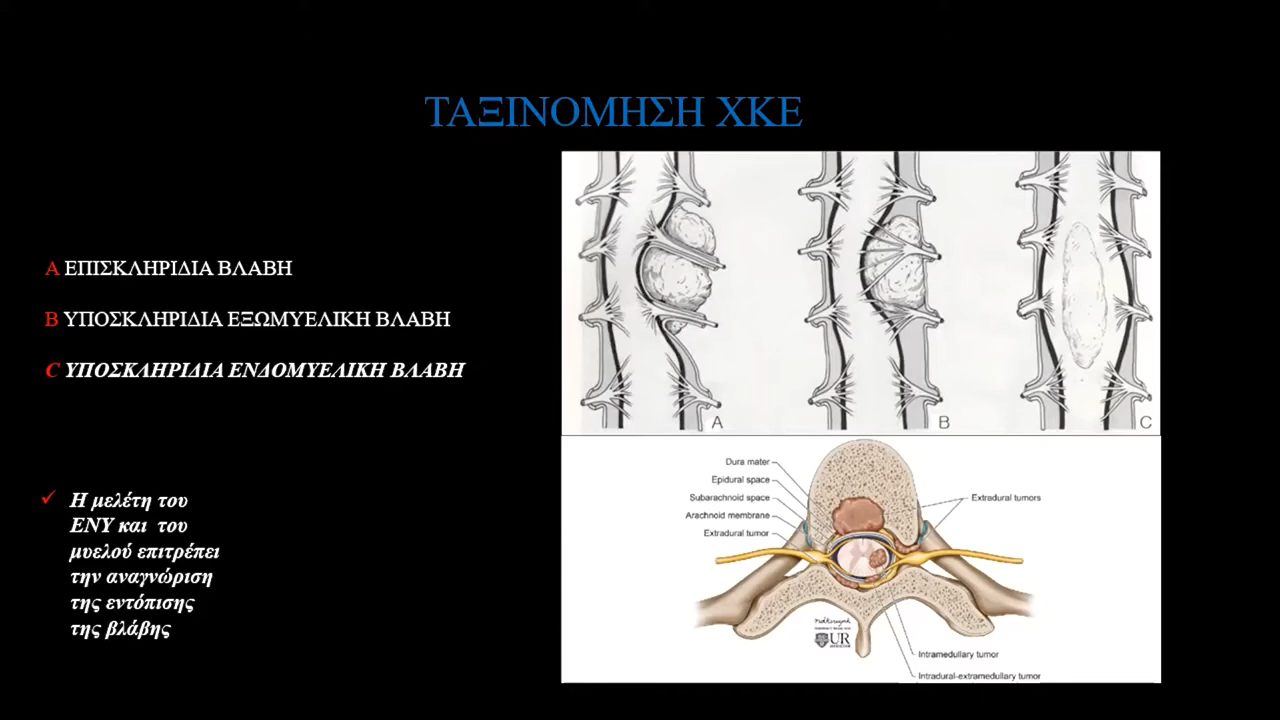 ΤΑΞΙΝΟΜΗΣΗ ΧΚΕ
A ΕΠΙΣΚΛΗΡΙΔΙΑ ΒΛΑΒΗ
B ΥΠΟΣΚΛΗΡΙΔΙΑ ΕΞΩΜΥΕΛΙΚΗ ΒΛΑΒΗ
C ΥΠΟΣΚΛΗΡΙΔΙΑ ΕΝΔΟΜΥΕΛΙΚΗ ΒΛΑΒΗ
✓ Η μελέτη του
ΕΝΥ και του
μυελού επιτρέπει
την αναγνώριση
της εντόπισης
της βλάβης
A
B
C
Dura mater
Epidural space
Subarachnoid space
Arachnoid membrane
Extradural tumor
Extradural tumors
UR
Intramedullary tumor
Intradural-extramedullary tumor